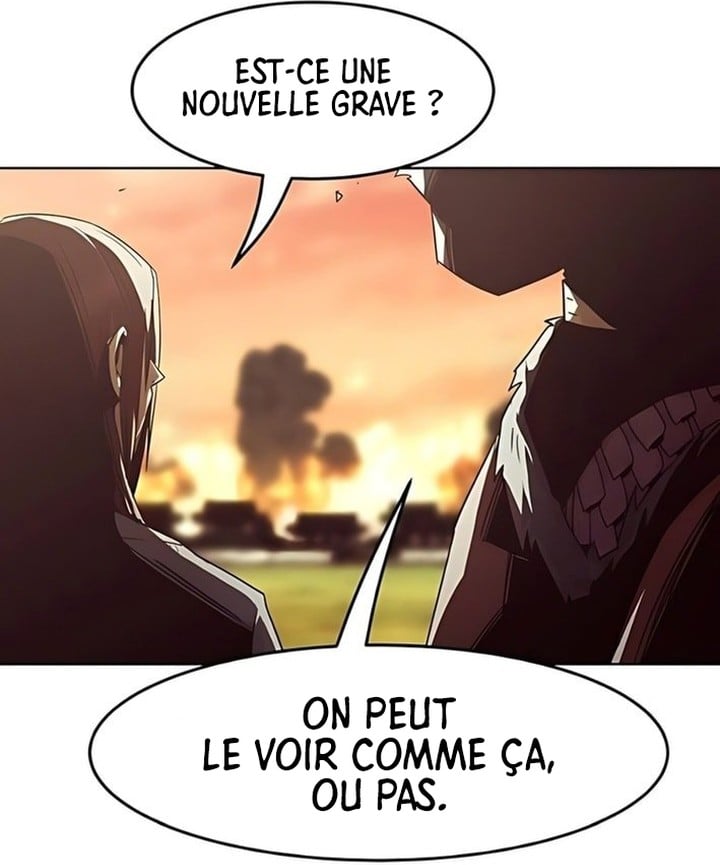 EST-CE UNE
NOUVELLE GRAVE ?
ON PEUT
LE VOIR COMME ÇA,
OU PAS.